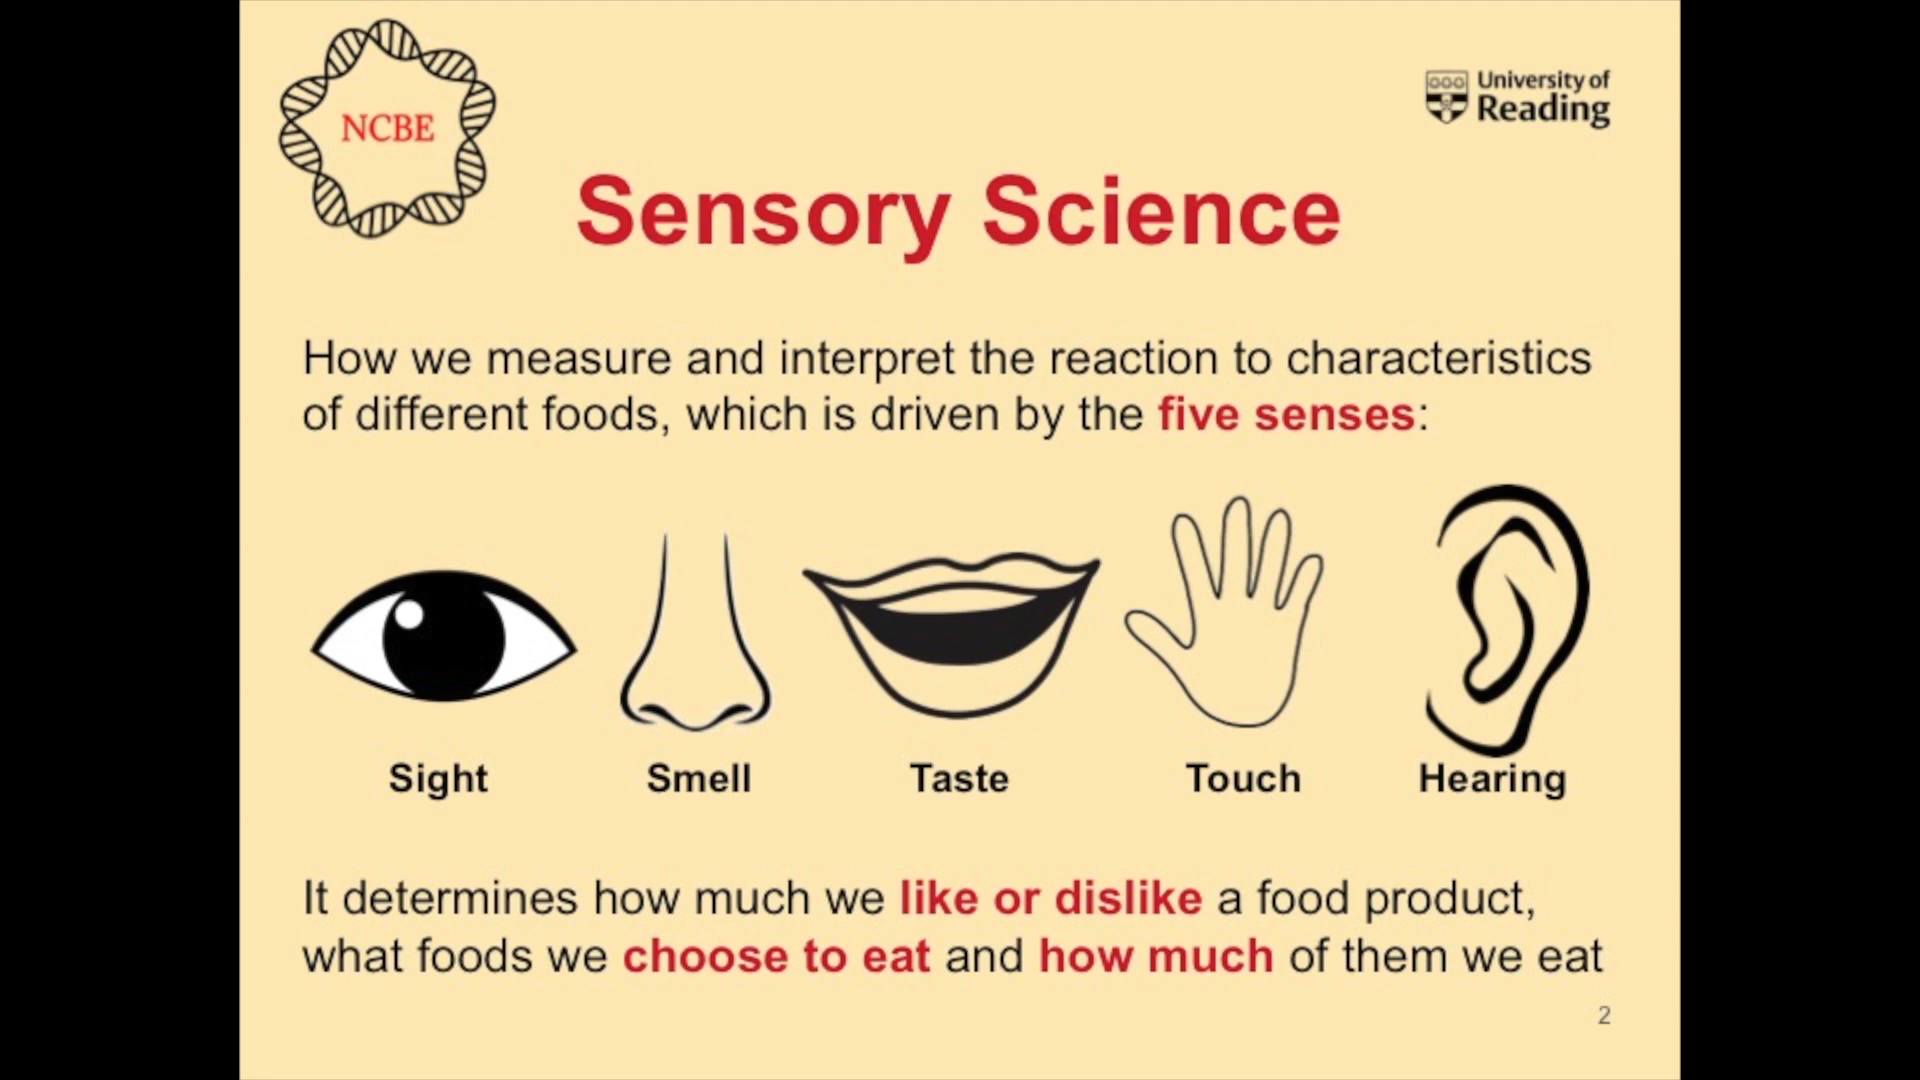 NCBE
University of
Reading
Sensory Science
How we measure and interpret the reaction to characteristics
of different foods, which is driven by the five senses:
Sight Smell Taste Touch Hearing
It determines how much we like or dislike a food product,
what foods we choose to eat and how much of them we eat
2